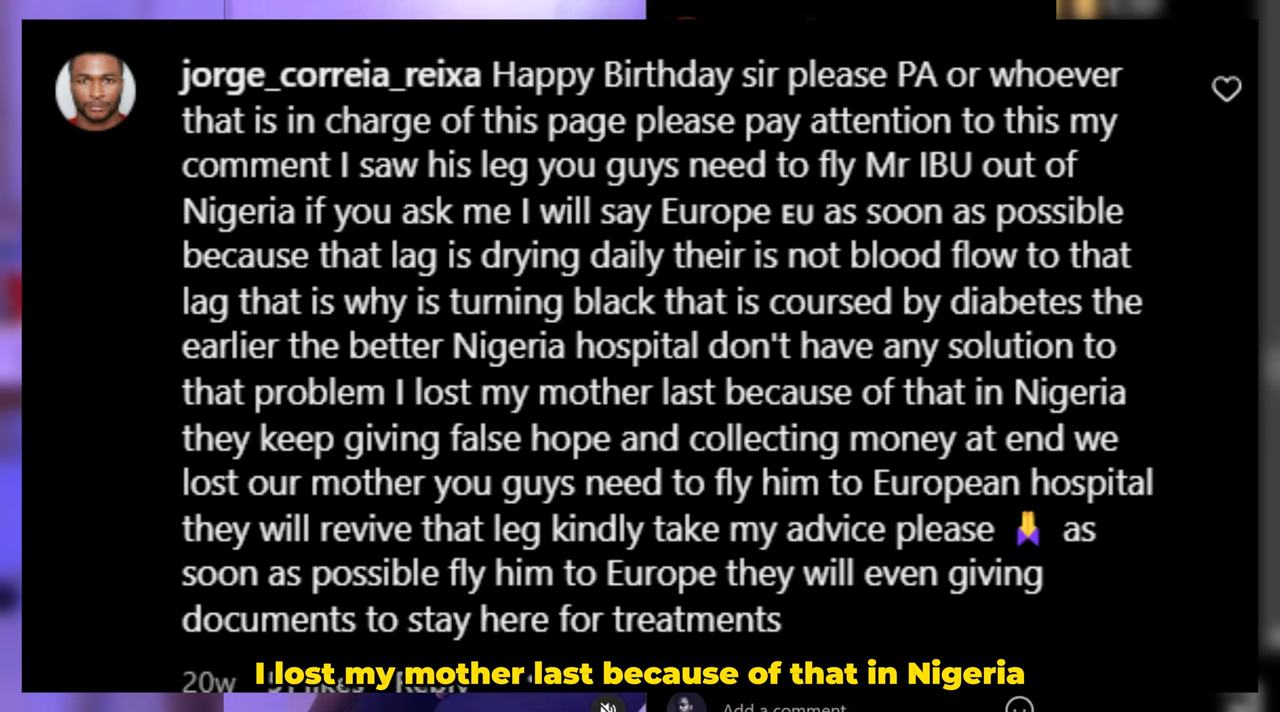 jorge_correia_reixa Happy Birthday sir please PA or whoever
that is in charge of this page please pay attention to this my
comment I saw his leg you guys need to fly Mr IBU out of
Nigeria if you ask me I will say Europe EU as soon as possible
because that lag is drying daily their is not blood flow to that
lag that is why is turning black that is coursed by diabetes the
earlier the better Nigeria hospital don't have any solution to
that problem I lost my mother last because of that in Nigeria
they keep giving false hope and collecting money at end we
lost our mother you guys need to fly him to European hospital
they will revive that leg kindly take my advice please 🙏 as
soon as possible fly him to Europe they will even giving
documents to stay here for treatments
I lost my mother last because of that in Nigeria
20w
Add a comment